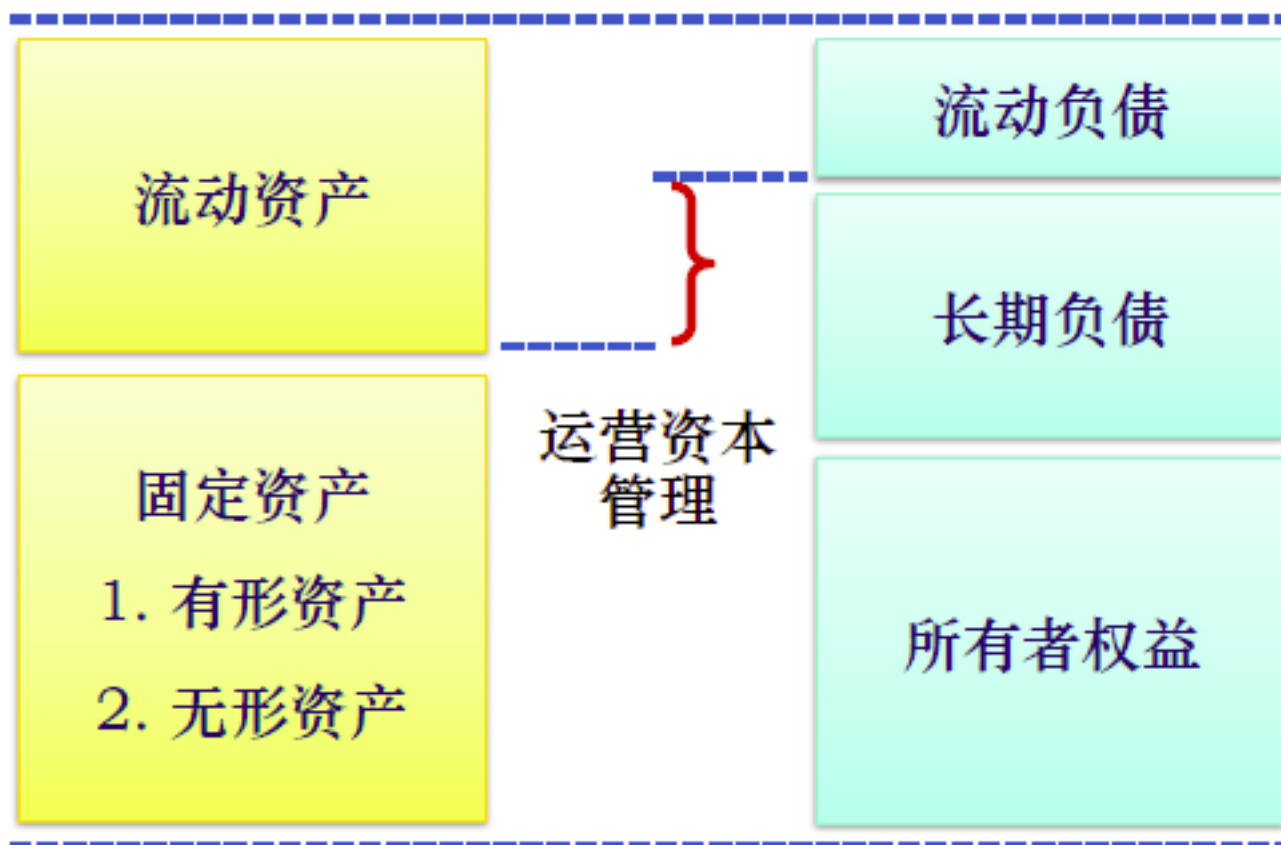 流动资产
固定资产
1. 有形资产
2. 无形资产
运营资本
管理
流动负债
长期负债
所有者权益